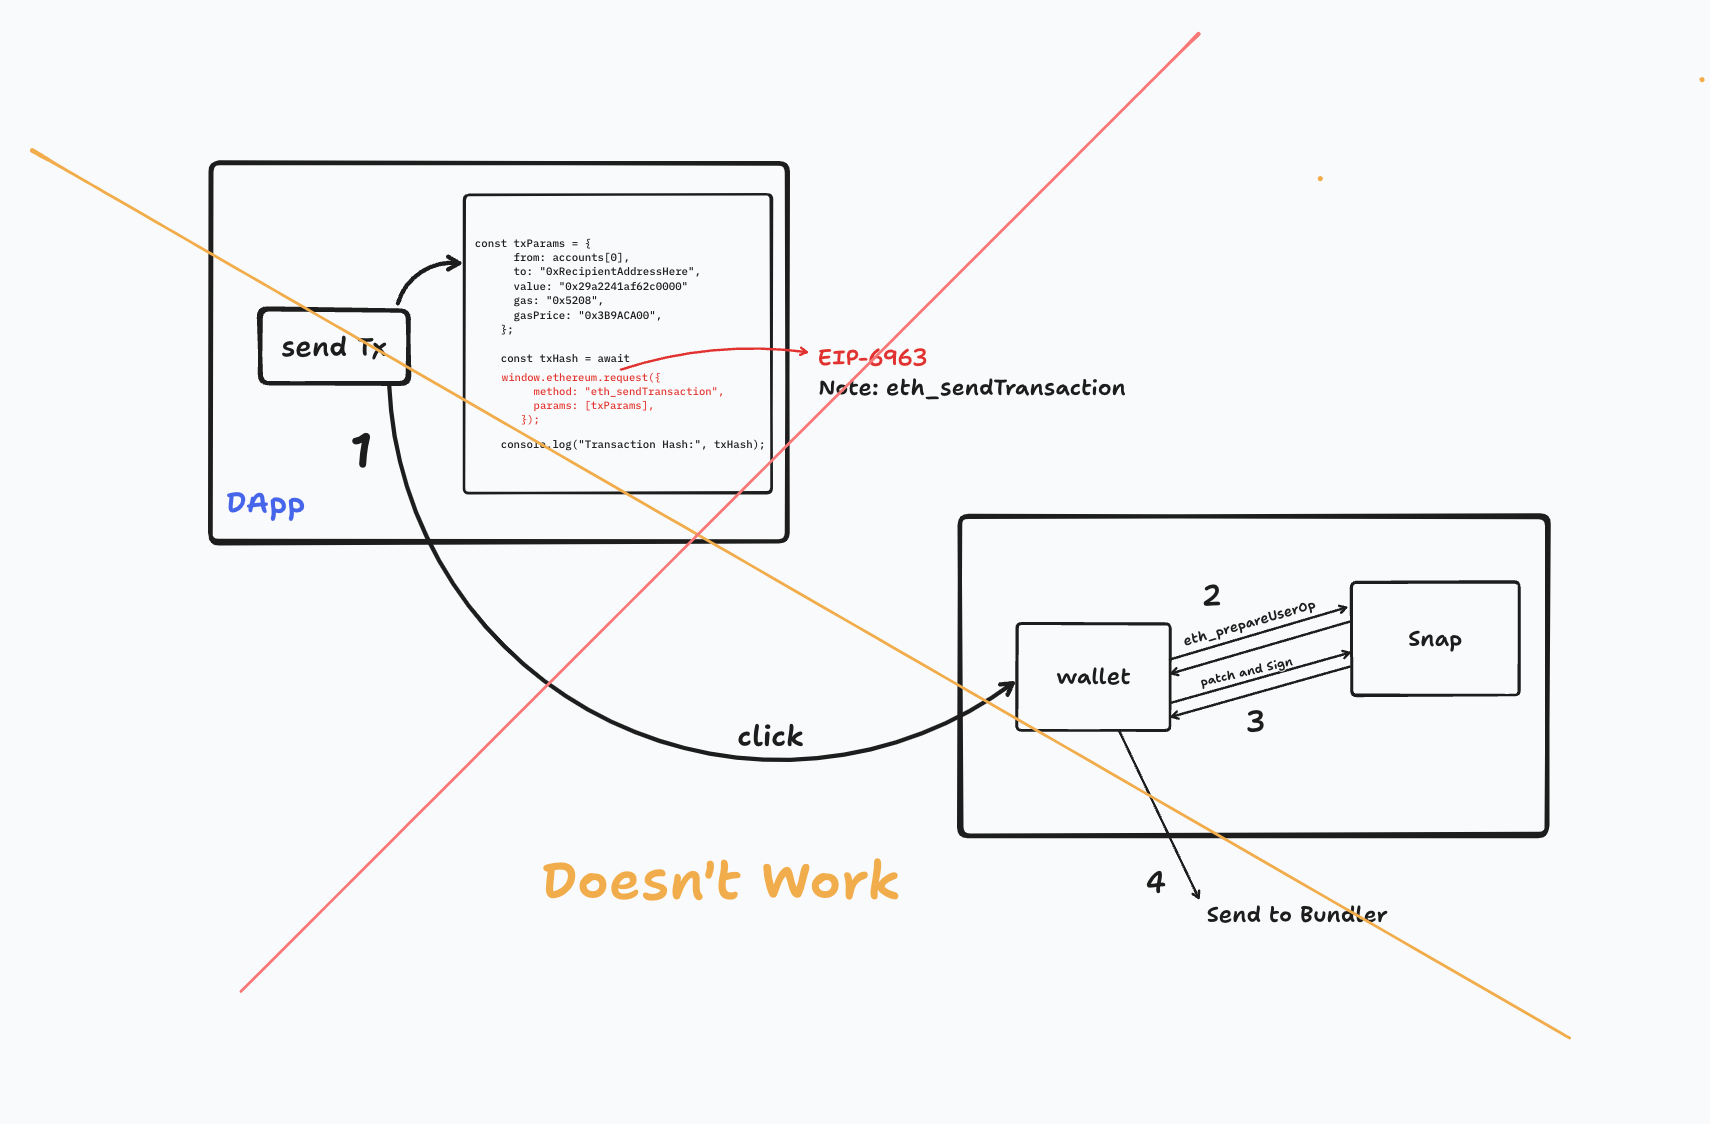 const txParams = {
from: accounts[0],
to: "0xRecipientAddressHere",
value: "0x29a2241af62c0000"
gas: "0x5208",
gasPrice: "0x3B9ACA00",
};
send Tx
const txHash = await
window.ethereum.request({
method: "eth_sendTransaction",
params: [txParams],
});
console.log("Transaction Hash:", txHash);
EIP-6963
Note: eth_sendTransaction
1
DApp
click
2
eth_prepareUserOp
wallet
Snap
patch and Sign
3
4
Send to Bundler
Doesn't Work